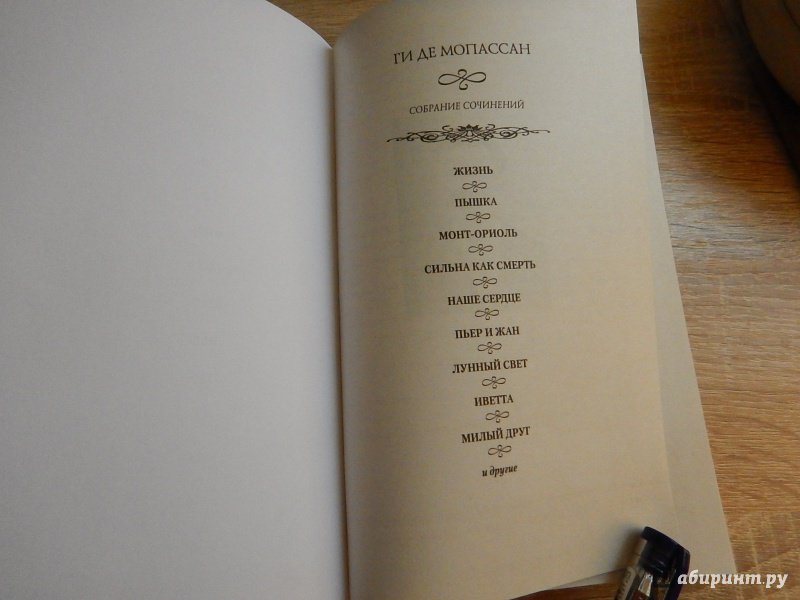 ГИ ДЕ МОПАССАН
СОБРАНИЕ СОЧИНЕНИЙ
ЖИЗНЬ
ПЫШКА
МОНТ-ОРИОЛЬ
СИЛЬНА КАК СМЕРТЬ
НАШЕ СЕРДЦЕ
ПЬЕР И ЖАН
ЛУННЫЙ СВЕТ
ИВЕТТА
МИЛЫЙ ДРУГ
и другие
абиринт.ру